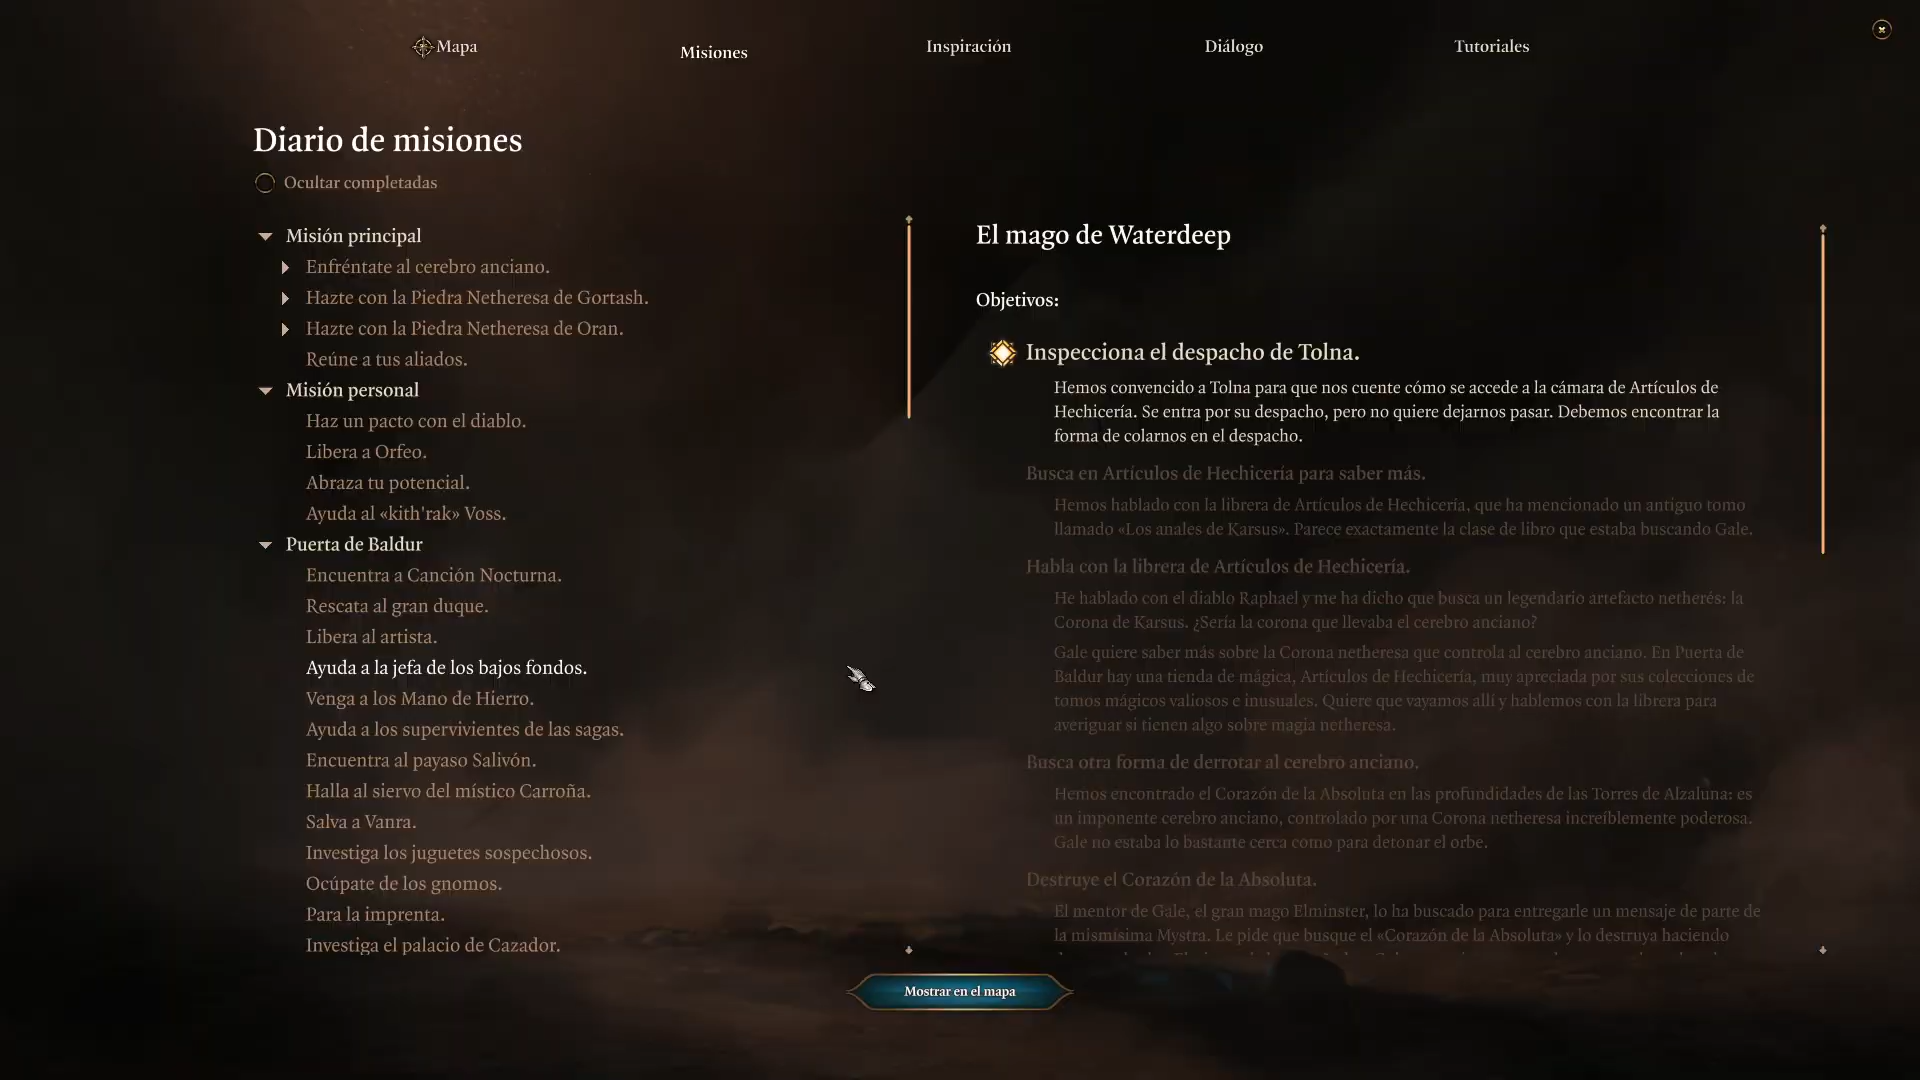 Mapa
Misiones
Inspiración
Diálogo
Tutoriales
Diario de misiones
Ocultar completadas
Misión principal
Enfréntate al cerebro anciano.
Hazte con la Piedra Netheresa de Gortash.
Hazte con la Piedra Netheresa de Oran.
Reúne a tus aliados.
Misión personal
Haz un pacto con el diablo.
Libera a Orfeo.
Abraza tu potencial.
Ayuda al «kith'rak» Voss.
Puerta de Baldur
Encuentra a Canción Nocturna.
Rescata al gran duque.
Libera al artista.
Ayuda a la jefa de los bajos fondos.
Venga a los Mano de Hierro.
Ayuda a los supervivientes de las sagas.
Encuentra al payaso Salivón.
Halla al siervo del místico Carroña.
Salva a Vanra.
Investiga los juguetes sospechosos.
Ocúpate de los gnomos.
Para la imprenta.
Investiga el palacio de Cazador.
El mago de Waterdeep
Objetivos:
Inspecciona el despacho de Tolna.
Hemos convencido a Tolna para que nos cuente cómo se accede a la cámara de Artículos de
Hechicería. Se entra por su despacho, pero no quiere dejarnos pasar. Debemos encontrar la
forma de colarnos en el despacho.
Busca en Artículos de Hechicería para saber más.
Hemos hablado con la librera de Artículos de Hechicería, que ha mencionado un antiguo tomo
llamado «Los anales de Karsus». Parece exactamente la clase de libro que estaba buscando Gale.
Habla con la librera de Artículos de Hechicería.
He hablado con el diablo Raphael y me ha dicho que busca un legendario artefacto netherés: la
Corona de Karsus. ¿Sería la corona que llevaba el cerebro anciano?
Gale quiere saber más sobre la Corona netheresa que controla al cerebro anciano. En Puerta de
Baldur hay una tienda de mágica, Artículos de Hechicería, muy apreciada por sus colecciones de
tomos mágicos valiosos e inusuales. Quiere que vayamos allí y hablemos con la librera para
averiguar si tienen algo sobre magia netheresa.
Busca otra forma de derrotar al cerebro anciano.
Hemos encontrado el Corazón de la Absoluta en las profundidades de las Torres de Alzaluna: es
un imponente cerebro anciano, controlado por una Corona netheresa increíblemente poderosa.
Gale no estaba lo bastante cerca como para detonar el orbe.
Destruye el Corazón de la Absoluta.
El mentor de Gale, el gran mago Elminster, lo ha buscado para entregarle un mensaje de parte de
la mismísima Mystra. Le pide que busque el «Corazón de la Absoluta» y lo destruya haciendo
Mostrar en el mapa